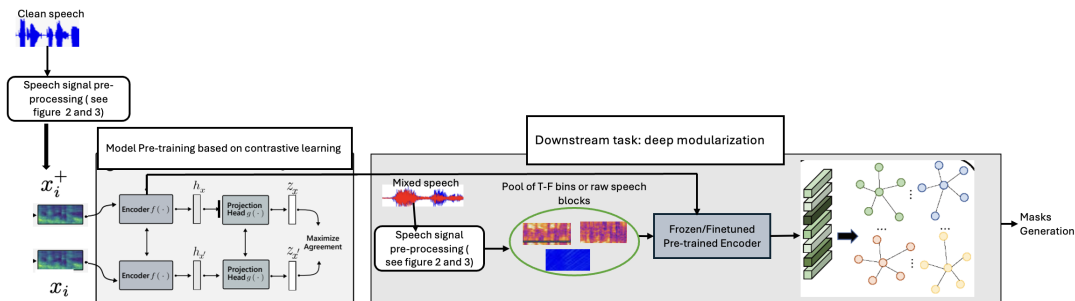 Clean speech
Speech signal pre-
processing ( see
figure 2 and 3)
x_i^+
x_i
Model Pre-training based on contrastive learning
Encoder f(·)
h_x
Projection
Head g(·)
z_x
Maximize
Agreement
Encoder f(·)
h_x'
Projection
Head g(·)
z_x'
Downstream task: deep modularization
Mixed speech
Speech signal
pre-processing (
see figure 2 and 3)
Pool of T-F bins or raw speech
blocks
Frozen/Finetuned
Pre-trained Encoder
...
...
...
...
Masks
Generation